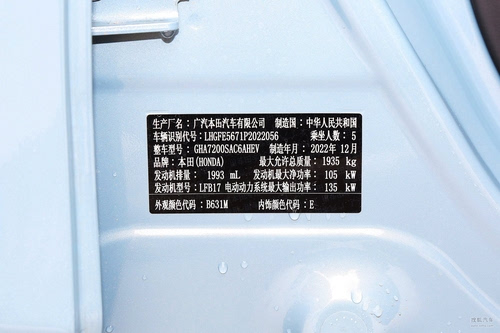 生产厂名：广汽本田汽车有限公司 制造国：中华人民共和国
车辆识别代号：LHGFE5671P2022056 乘坐人数：5
整车型号：GHA7200SAC6AHEV 制造年月：2022年 12月
品牌：本田(HONDA) 最大允许总质量：1935 kg
发动机排量：1993 mL 发动机最大净功率：105 kW
发动机型号：LFB17 电动动力系统最大输出功率：135 kW
外观颜色代码：B631M 内饰颜色代码：E
搜狐汽车